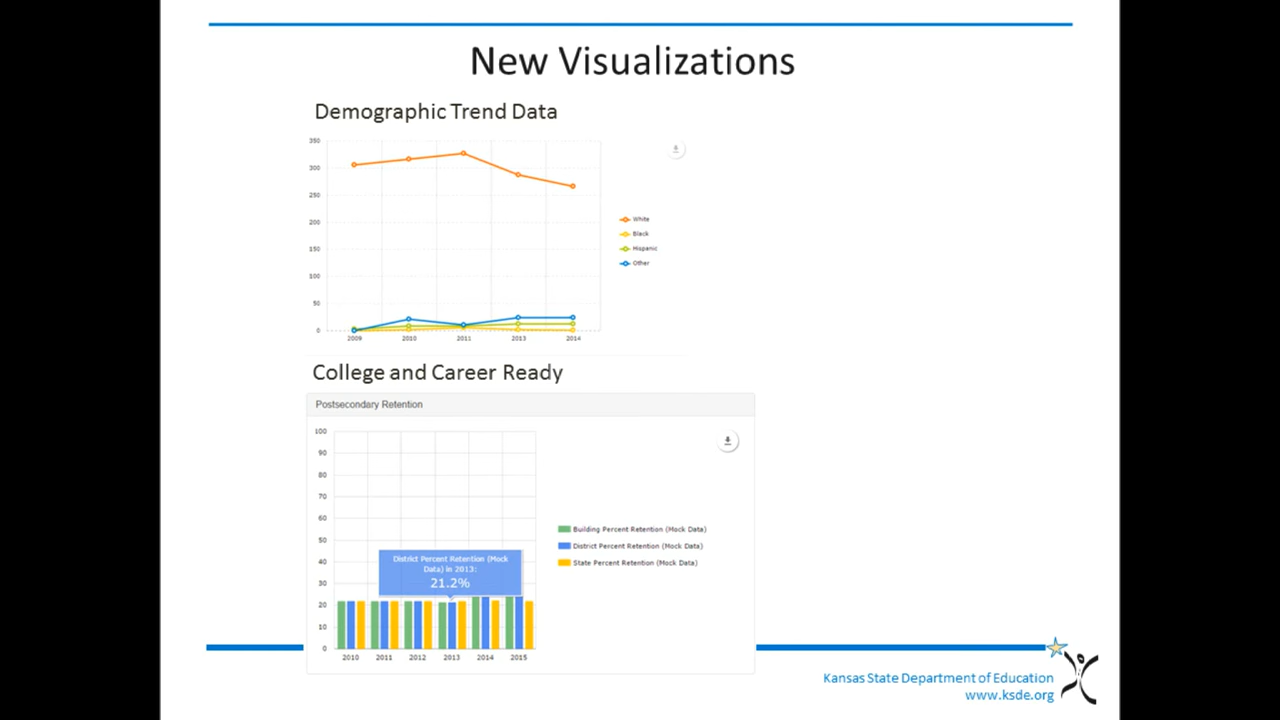 New Visualizations
Demographic Trend Data
350
300
250
200
150
100
50
0
2009 2010 2011 2013 2014
White
Black
Hispanic
Other
College and Career Ready
Postsecondary Retention
100
90
80
70
60
50
40
30
20
10
0
2010 2011 2012 2013 2014 2015
District Percent Retention (Mock
Data) in 2013:
21.2%
Building Percent Retention (Mock Data)
District Percent Retention (Mock Data)
State Percent Retention (Mock Data)
Kansas State Department of Education
www.ksde.org